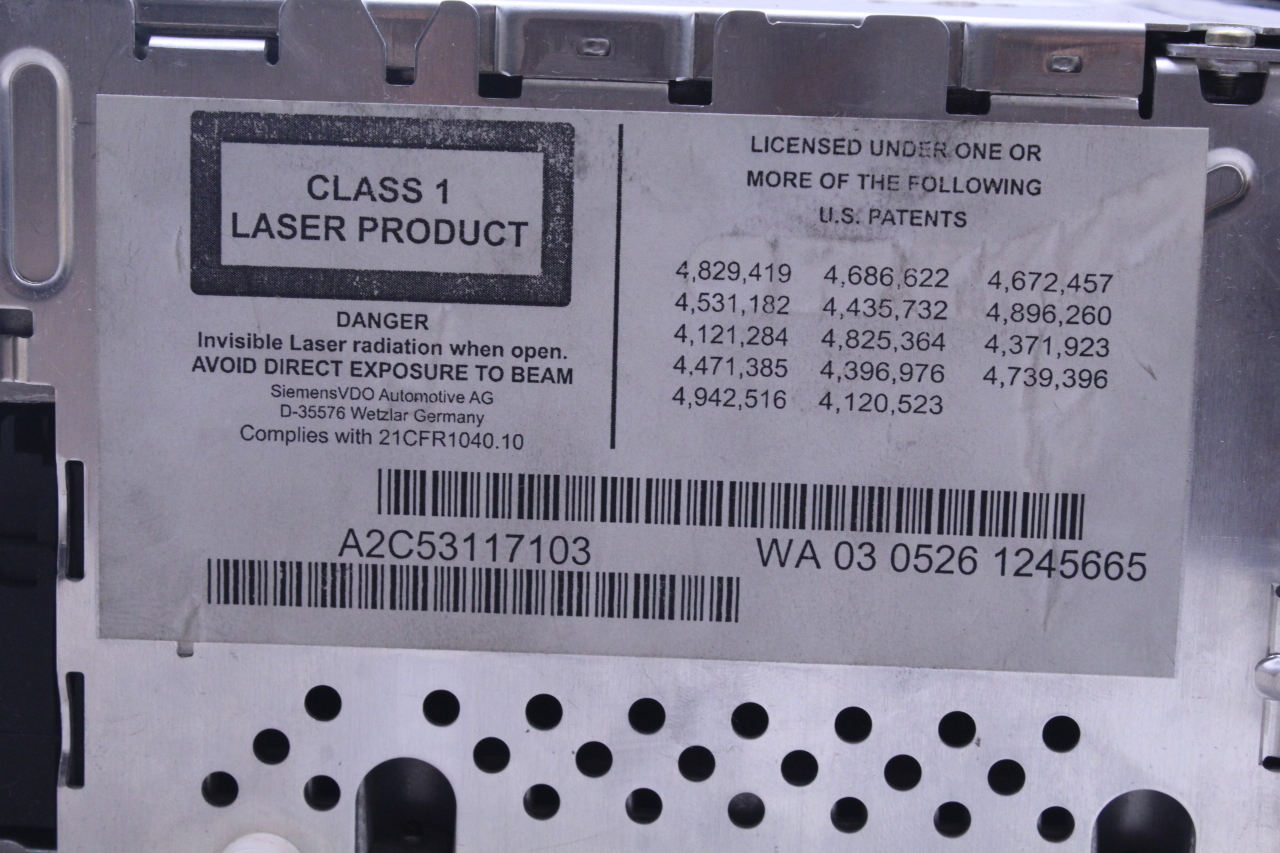 CLASS 1
LASER PRODUCT
DANGER
Invisible Laser radiation when open.
AVOID DIRECT EXPOSURE TO BEAM
SiemensVDO Automotive AG
D-35576 Wetzlar Germany
Complies with 21CFR1040.10
LICENSED UNDER ONE OR
MORE OF THE FOLLOWING
U.S. PATENTS
4,829,419 4,686,622 4,672,457
4,531,182 4,435,732 4,896,260
4,121,284 4,825,364 4,371,923
4,471,385 4,396,976 4,739,396
4,942,516 4,120,523
A2C53117103 WA 03 0526 1245665